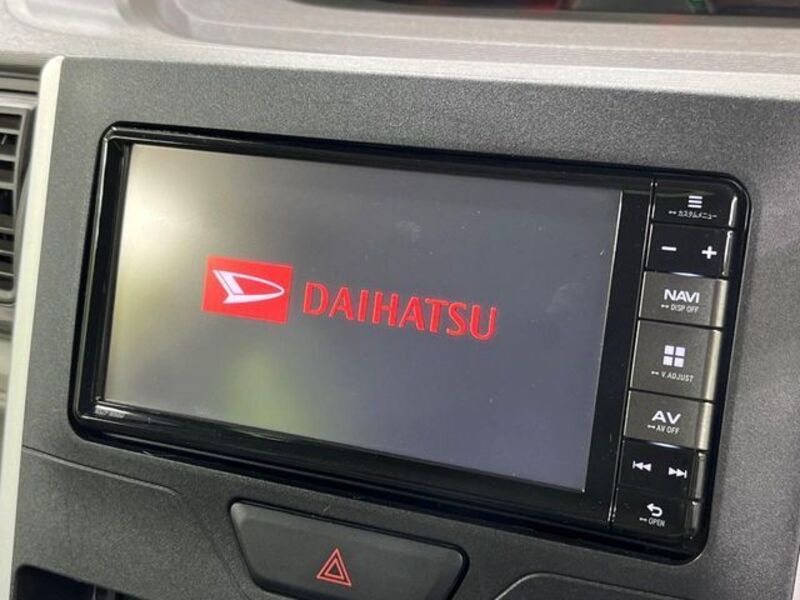 DAIHATSU
カスタムメニュー
− +
NAVI
DISP OFF
V.ADJUST
AV
AV OFF
OPEN